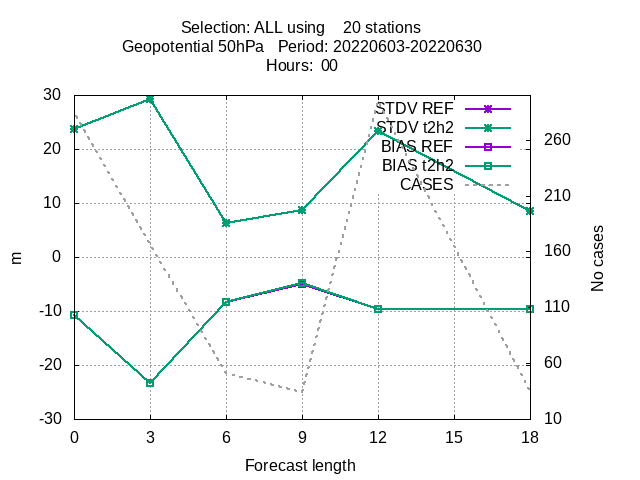 Selection: ALL using    20 stations
Geopotential 50hPa   Period: 20220603-20220630
Hours:  00
30
20
10
0
-10
-20
-30
m
STDV REF
STDV t2h2
BIAS REF
BIAS t2h2
CASES
260
210
160
110
60
10
No cases
0 3 6 9 12 15 18
Forecast length